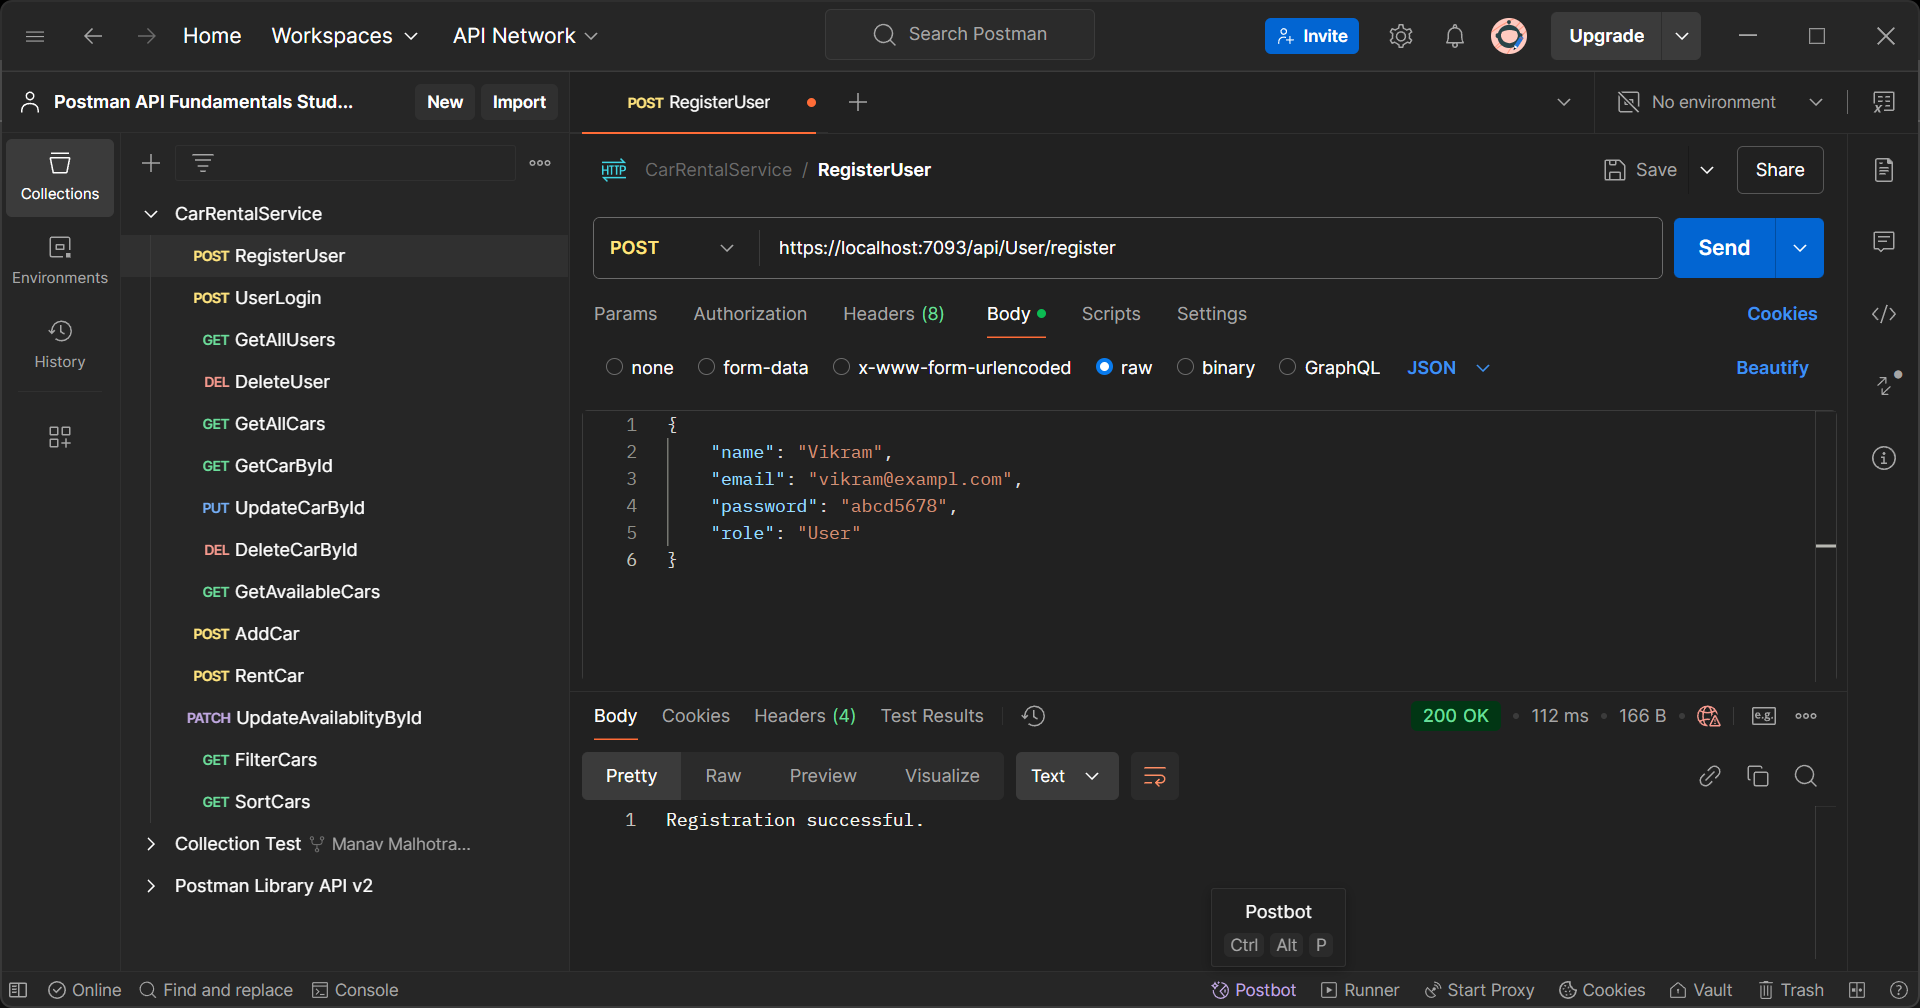 Home Workspaces API Network Search Postman Invite Upgrade
Postman API Fundamentals Stud... New Import
POST RegisterUser No environment
Collections
Environments
History
CarRentalService
POST RegisterUser
POST UserLogin
GET GetAllUsers
DEL DeleteUser
GET GetAllCars
GET GetCarById
PUT UpdateCarById
DEL DeleteCarById
GET GetAvailableCars
POST AddCar
POST RentCar
PATCH UpdateAvailablityById
GET FilterCars
GET SortCars
Collection Test Manav Malhotra...
Postman Library API v2
HTTP CarRentalService / RegisterUser Save Share
POST https://localhost:7093/api/User/register Send
Params Authorization Headers (8) Body Scripts Settings Cookies
none form-data x-www-form-urlencoded raw binary GraphQL JSON Beautify
1 {
2 "name": "Vikram",
3 "email": "vikram@exampl.com",
4 "password": "abcd5678",
5 "role": "User"
6 }
Body Cookies Headers (4) Test Results 200 OK 112 ms 166 B e.g.
Pretty Raw Preview Visualize Text
1 Registration successful.
Postbot
Ctrl Alt P
Online Find and replace Console Postbot Runner Start Proxy Cookies Vault Trash